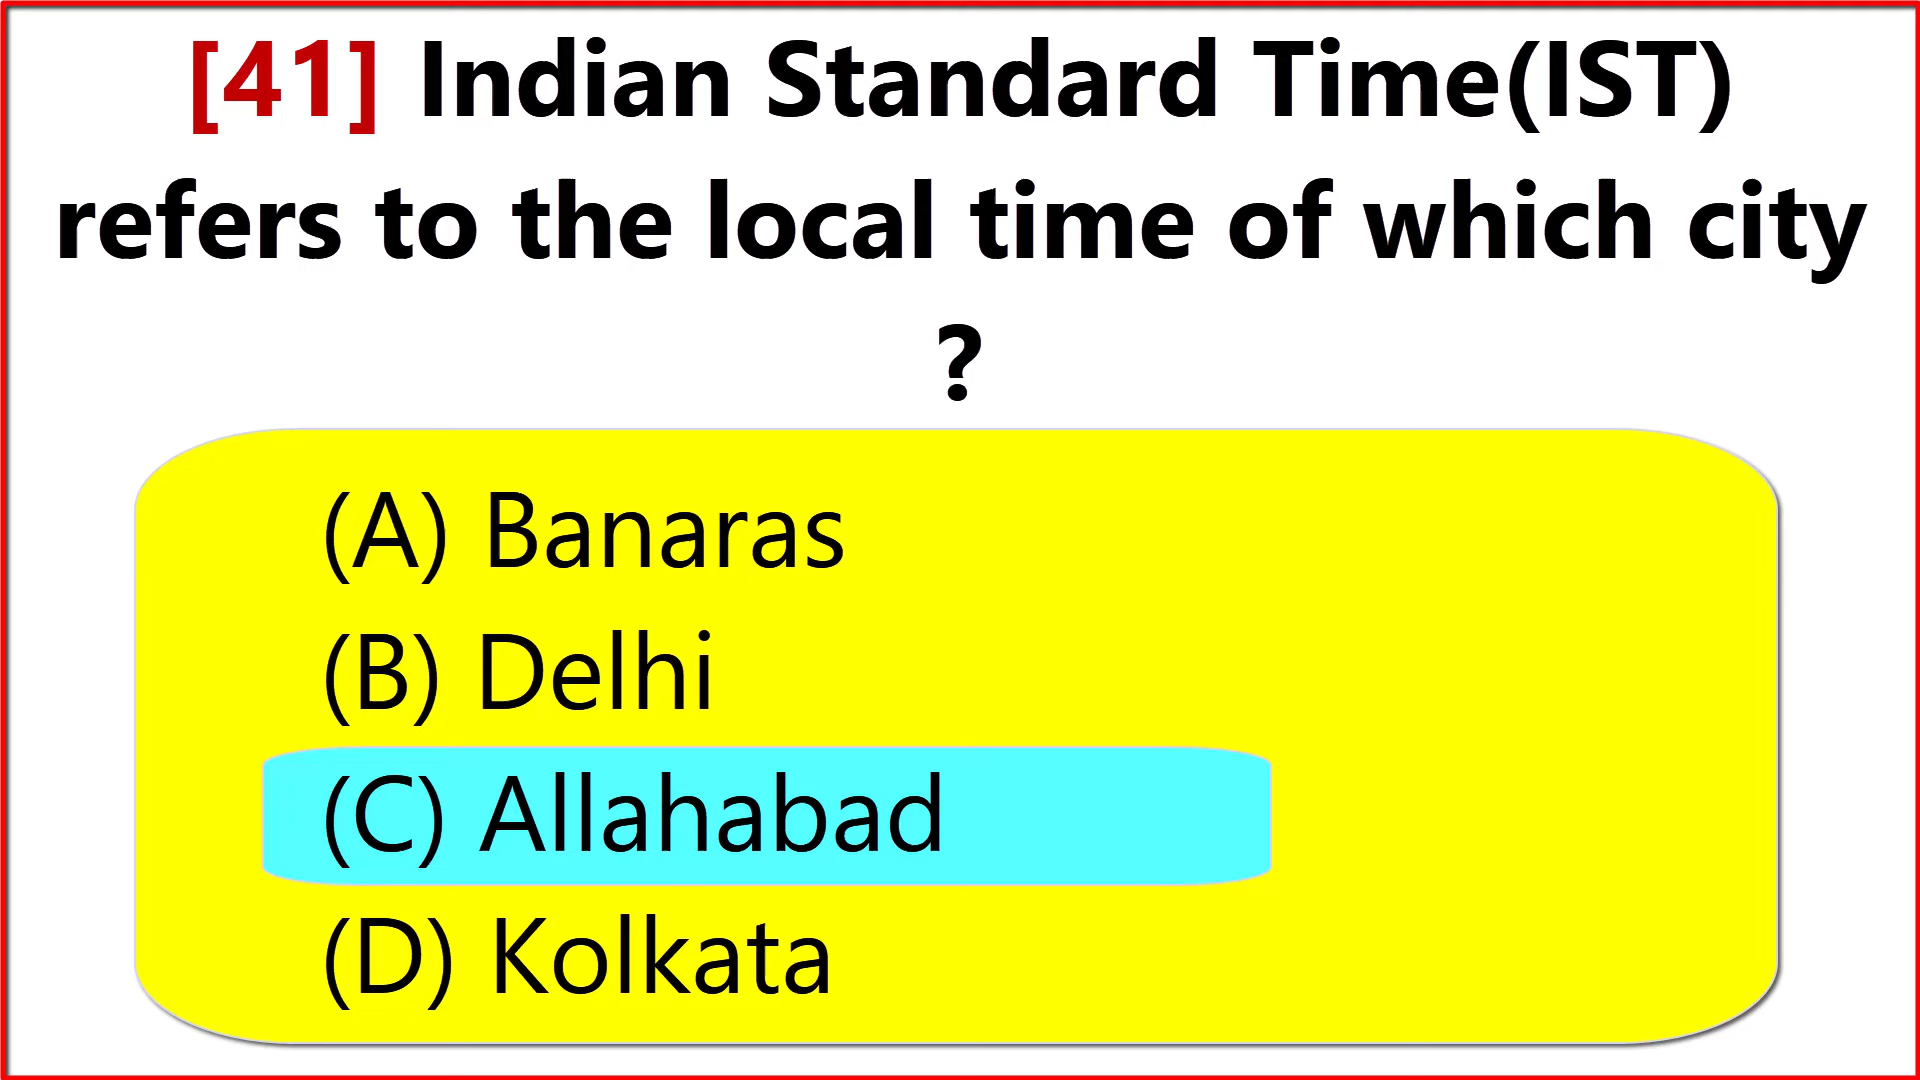 [41] Indian Standard Time(IST)
refers to the local time of which city
?
(A) Banaras
(B) Delhi
(C) Allahabad
(D) Kolkata